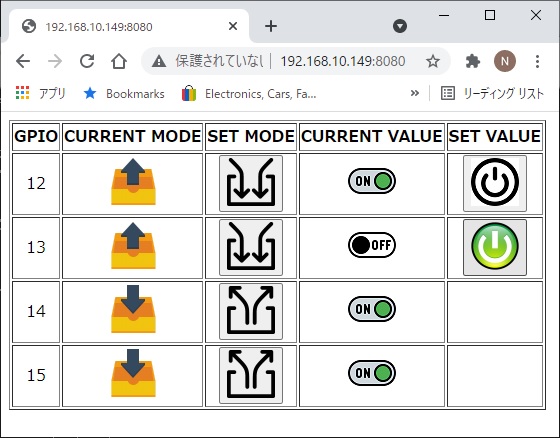 192.168.10.149:8080
保護されていない
192.168.10.149:8080
N
アプリ
Bookmarks
Electronics, Cars, Fa...
»
リーディング リスト
GPIO CURRENT MODE SET MODE CURRENT VALUE SET VALUE
12 ON
13 OFF
14 ON
15 ON